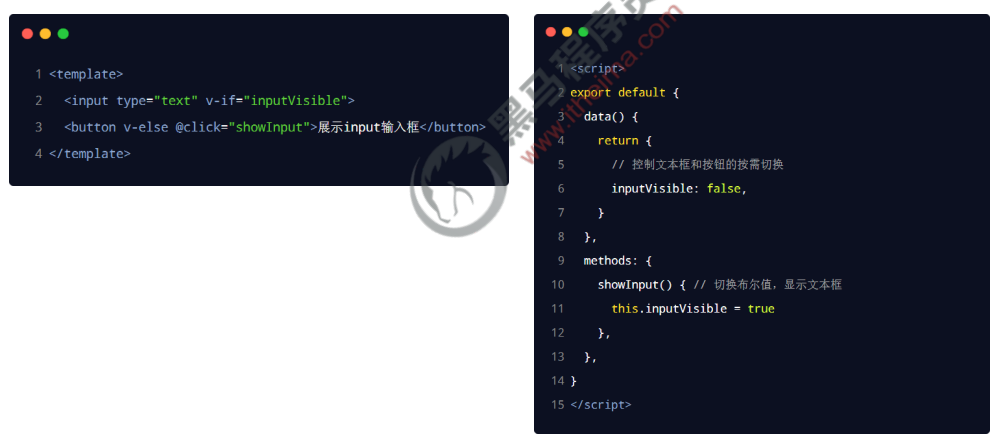 1 <template>
2 <input type="text" v-if="inputVisible">
3 <button v-else @click="showInput">展示input输入框</button>
4 </template>
1 <script>
2 export default {
3 data() {
4 return {
5 // 控制文本框和按钮的按需切换
6 inputVisible: false,
7 }
8 },
9 methods: {
10 showInput() { // 切换布尔值，显示文本框
11 this.inputVisible = true
12 },
13 },
14 }
15 </script>
黑马程序员
www.itheima.com